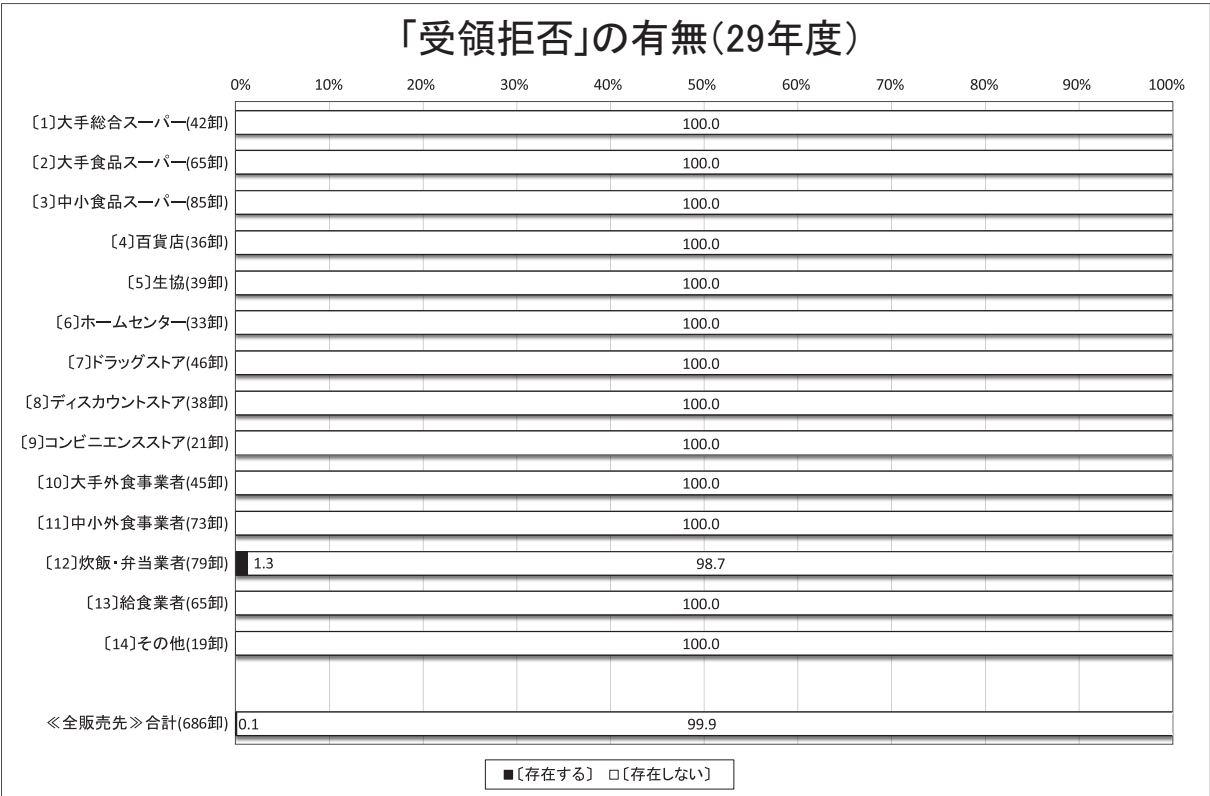 「受領拒否」の有無（29年度）
0% 10% 20% 30% 40% 50% 60% 70% 80% 90% 100%
〔1〕大手総合スーパー(42卸) 100.0
〔2〕大手食品スーパー(65卸) 100.0
〔3〕中小食品スーパー(85卸) 100.0
〔4〕百貨店(36卸) 100.0
〔5〕生協(39卸) 100.0
〔6〕ホームセンター(33卸) 100.0
〔7〕ドラッグストア(46卸) 100.0
〔8〕ディスカウントストア(38卸) 100.0
〔9〕コンビニエンスストア(21卸) 100.0
〔10〕大手外食事業者(45卸) 100.0
〔11〕中小外食事業者(73卸) 100.0
〔12〕炊飯・弁当業者(79卸) 1.3 98.7
〔13〕給食業者(65卸) 100.0
〔14〕その他(19卸) 100.0
≪全販売先≫合計(686卸) 0.1 99.9
■〔存在する〕 □〔存在しない〕